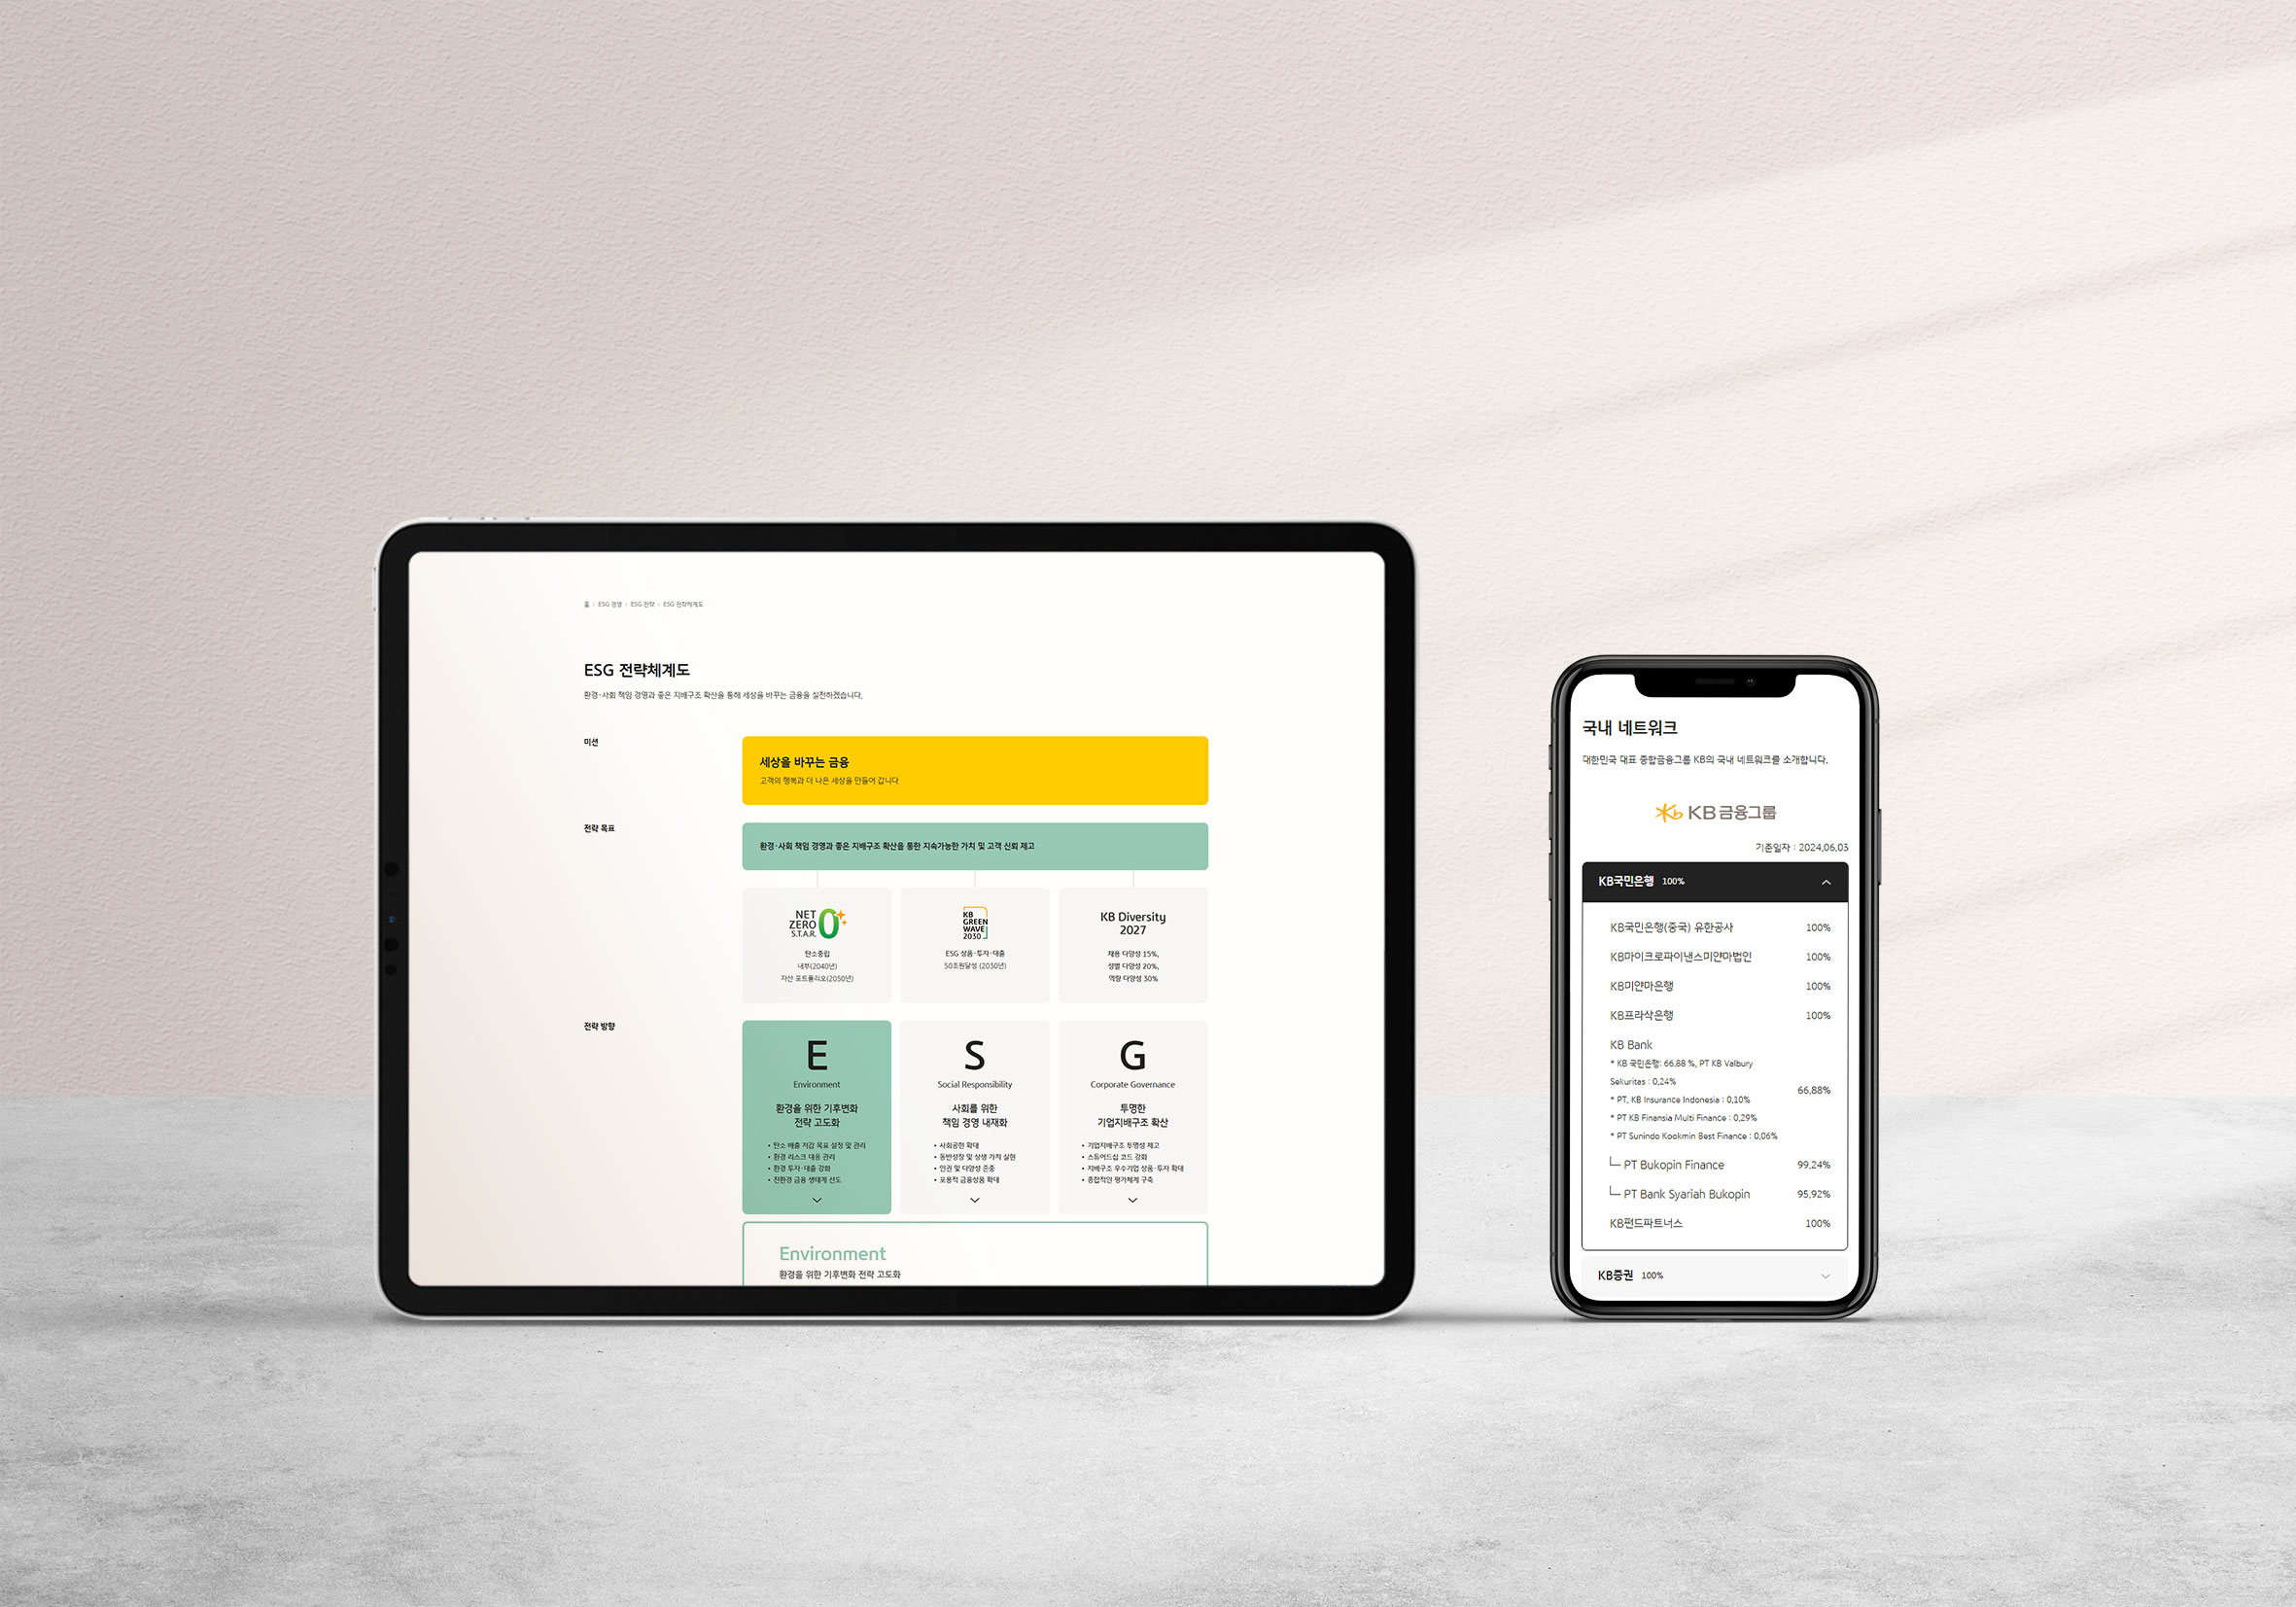 홈 › ESG 경영 › ESG 전략 › ESG 전략체계도
ESG 전략체계도
환경·사회 책임 경영과 좋은 지배구조 확산을 통해 세상을 바꾸는 금융을 실천하겠습니다.
미션
세상을 바꾸는 금융
고객의 행복과 더 나은 세상을 만들어 갑니다
전략 목표
환경·사회 책임 경영과 좋은 지배구조 확산을 통한 지속가능한 가치 및 고객 신뢰 제고
NET
ZERO
S.T.A.R.
0
탄소중립
내부(2040년)
자산 포트폴리오(2050년)
KB
GREEN
WAVE
2030
ESG 상품·투자·대출
50조원달성 (2030년)
KB Diversity
2027
채용 다양성 15%,
성별 다양성 20%,
역량 다양성 30%
전략 방향
E
Environment
환경을 위한 기후변화
전략 고도화
• 탄소 배출 저감 목표 설정 및 관리
• 환경 리스크 대응 관리
• 환경 투자·대출 강화
• 친환경 금융 생태계 선도
S
Social Responsibility
사회를 위한
책임 경영 내재화
• 사회공헌 확대
• 동반성장 및 상생 가치 실현
• 인권 및 다양성 존중
• 포용적 금융상품 확대
G
Corporate Governance
투명한
기업지배구조 확산
• 기업지배구조 투명성 제고
• 스튜어드십 코드 강화
• 지배구조 우수기업 상품·투자 확대
• 종합적인 평가체계 구축
Environment
환경을 위한 기후변화 전략 고도화
국내 네트워크
대한민국 대표 종합금융그룹 KB의 국내 네트워크를 소개합니다.
KB 금융그룹
기준일자 : 2024.06.03
KB국민은행 100%
KB국민은행(중국) 유한공사 100%
KB마이크로파이낸스미얀마법인 100%
KB미얀마은행 100%
KB프라삭은행 100%
KB Bank
* KB 국민은행: 66.88 %, PT KB Valbury
Sekuritas : 0.24%
66.88%
* PT. KB Insurance Indonesia : 0.10%
* PT KB Finansia Multi Finance : 0.29%
* PT Sunindo Kookmin Best Finance : 0.06%
PT Bukopin Finance 99.24%
PT Bank Syariah Bukopin 95.92%
KB펀드파트너스 100%
KB증권 100%